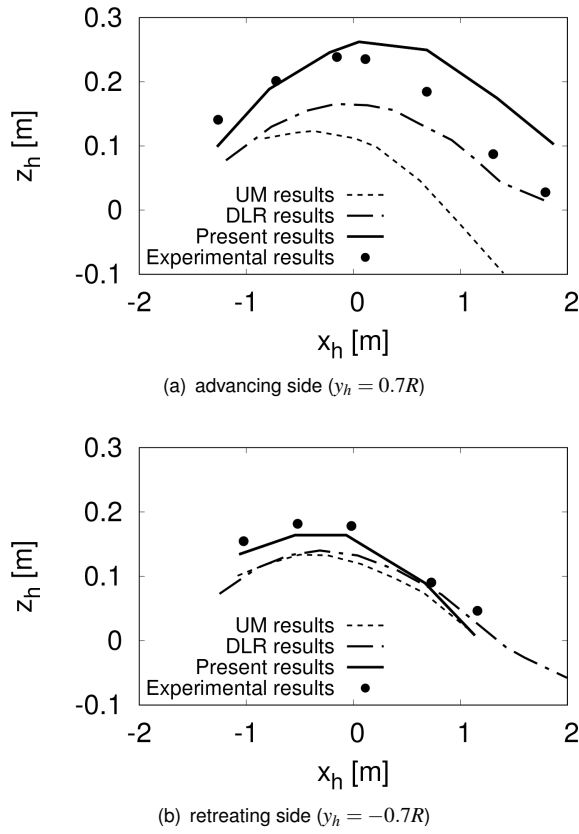 0.3
0.2
0.1
0
-0.1
z_h [m]
UM results
DLR results
Present results
Experimental results
-2 -1 0 1 2
x_h [m]
(a) advancing side (y_h = 0.7R)
0.3
0.2
0.1
0
-0.1
z_h [m]
UM results
DLR results
Present results
Experimental results
-2 -1 0 1 2
x_h [m]
(b) retreating side (y_h = −0.7R)